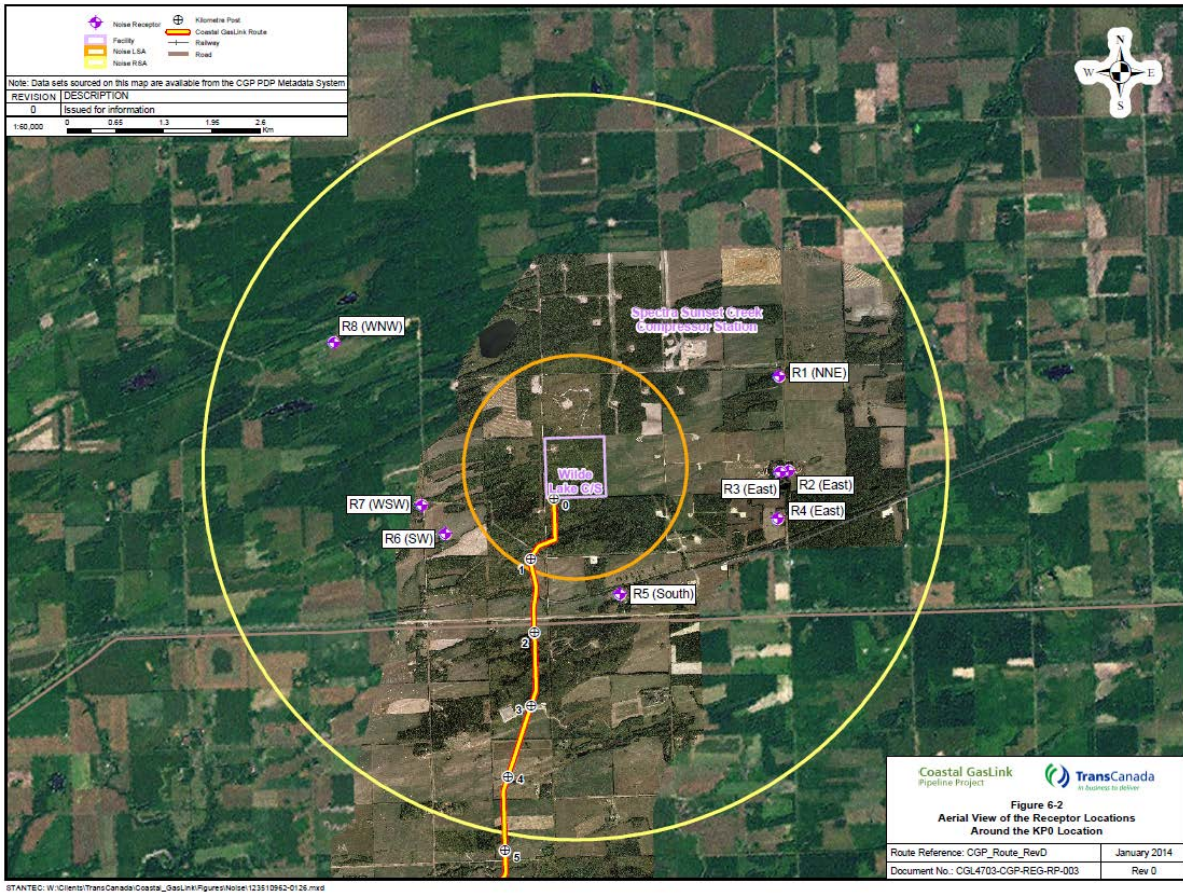 Noise Receptor
Kilometre Post
Facility
Coastal GasLink Route
Noise LSA
Railway
Noise RSA
Road
Note: Data sets sourced on this map are available from the CGP PDP Metadata System
REVISION DESCRIPTION
0 Issued for information
1:60,000 0 0.65 1.3 1.95 2.6
Km
N
W E
S
Spectra Sunset Creek
Compressor Station
R8 (WNW)
R1 (NNE)
Wilde
Lake C/S
R3 (East)
R2 (East)
R7 (WSW)
0
R4 (East)
R6 (SW)
1
R5 (South)
2
3
4
5
Coastal GasLink
Pipeline Project
TransCanada
In business to deliver
Figure 6-2
Aerial View of the Receptor Locations
Around the KP0 Location
Route Reference: CGP_Route_RevD January 2014
Document No.: CGL4703-CGP-REG-RP-003 Rev 0
STANTEC: W:\Clients\TransCanada\Coastal_GasLink\Figures\Noise\123510962-0126.mxd